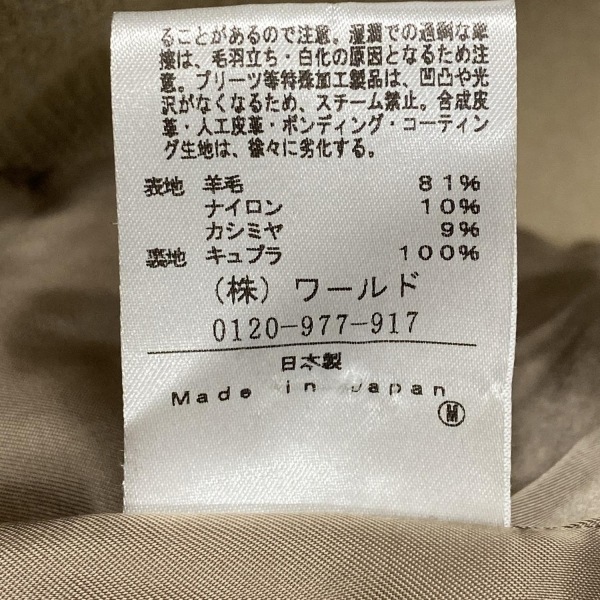 ることがあるので注意。湿潤での過剰な摩
擦は、毛羽立ち・白化の原因となるため注
意。プリーツ等特殊加工製品は、凹凸や光
沢がなくなるため、スチーム禁止。合成皮
革・人工皮革・ボンディング・コーティン
グ生地は、徐々に劣化する。
表地 羊毛 81%
ナイロン 10%
カシミヤ 9%
裏地 キュプラ 100%
(株)ワールド
0120-977-917
日本製
Made in Japan
M